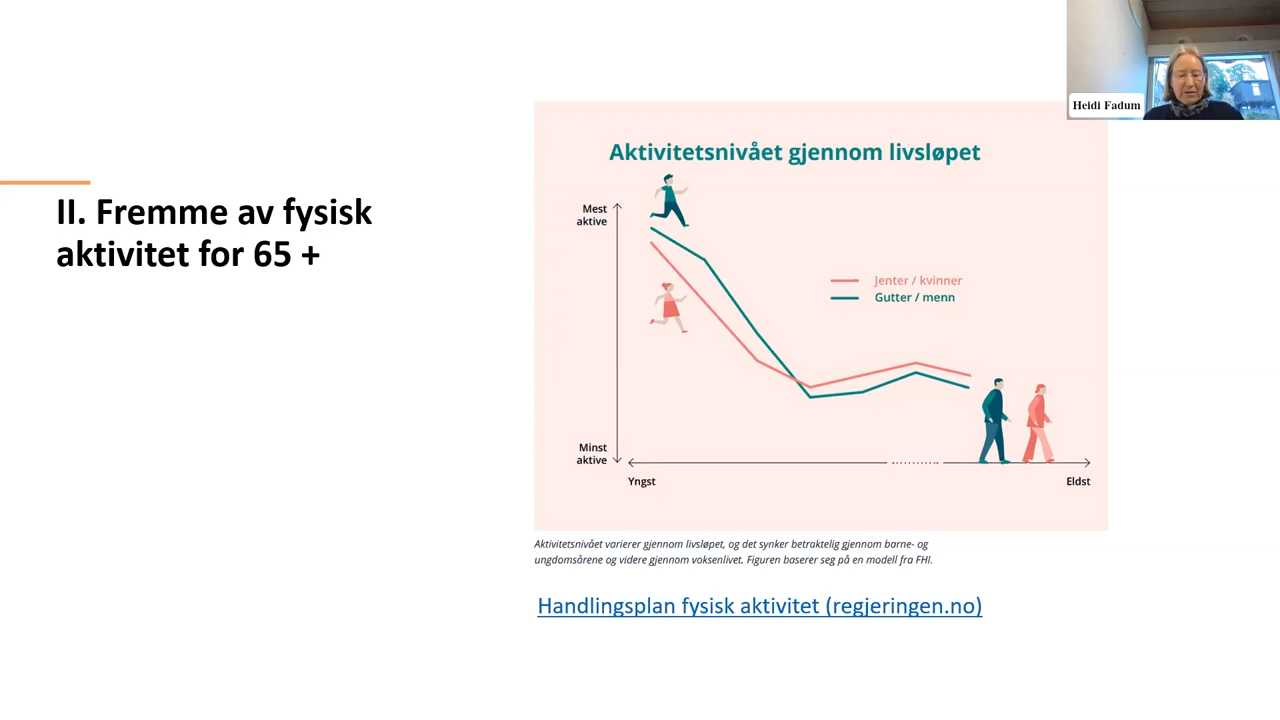 Heidi Fadum
II. Fremme av fysisk
aktivitet for 65 +
Aktivitetsnivået gjennom livsløpet
Mest
aktive
Jenter / kvinner
Gutter / menn
Minst
aktive
Yngst
Eldst
Aktivitetsnivået varierer gjennom livsløpet, og det synker betraktelig gjennom barne- og
ungdomsårene og videre gjennom voksenlivet. Figuren baserer seg på en modell fra FHI.
Handlingsplan fysisk aktivitet (regjeringen.no)